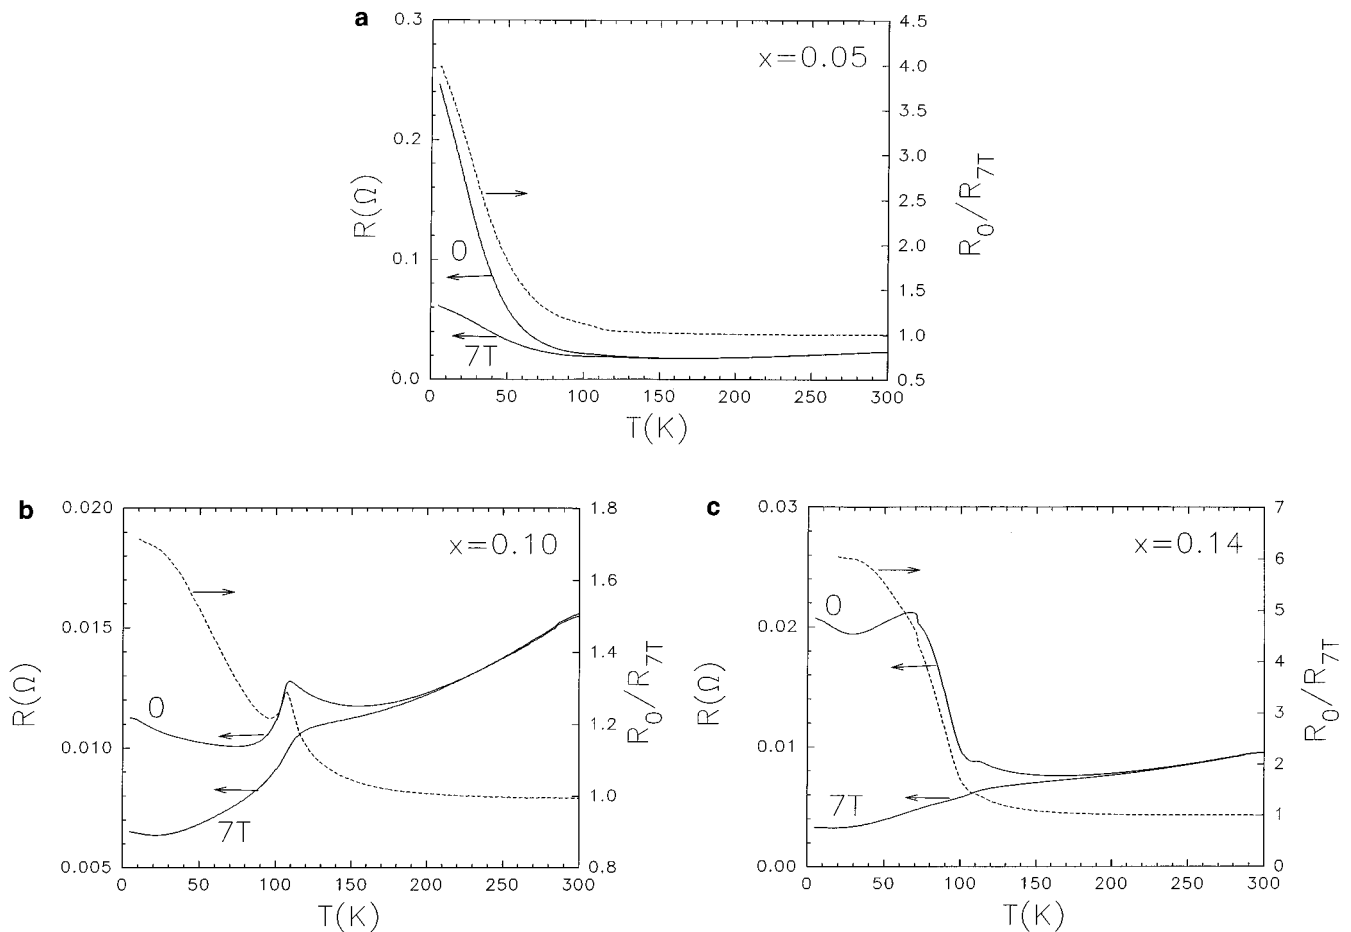 a
x=0.05
R(Ω)
0.3
0.2
0.1
0.0
4.5
4.0
3.5
3.0
2.5
2.0
1.5
1.0
0.5
R0/R7T
0
7T
0 50 100 150 200 250 300
T(K)
b
x=0.10
R(Ω)
0.020
0.015
0.010
0.005
1.8
1.6
1.4
1.2
1.0
0.8
R0/R7T
0
7T
0 50 100 150 200 250 300
T(K)
c
x=0.14
R(Ω)
0.03
0.02
0.01
0.00
7
6
5
4
3
2
1
0
R0/R7T
0
7T
0 50 100 150 200 250 300
T(K)